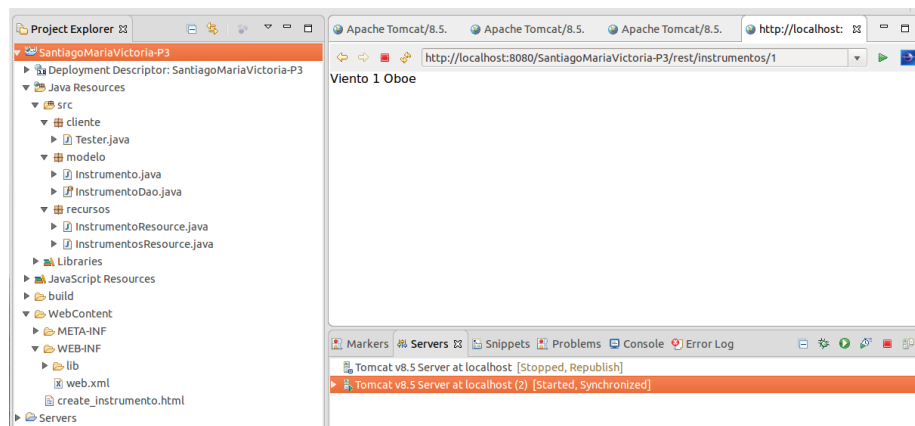 Project Explorer
SantiagoMariaVictoria-P3
Deployment Descriptor: SantiagoMariaVictoria-P3
Java Resources
src
cliente
Tester.java
modelo
Instrumento.java
InstrumentoDao.java
recursos
InstrumentoResource.java
InstrumentosResource.java
Libraries
JavaScript Resources
build
WebContent
META-INF
WEB-INF
lib
web.xml
create_instrumento.html
Servers
Apache Tomcat/8.5. Apache Tomcat/8.5. Apache Tomcat/8.5. http://localhost:
http://localhost:8080/SantiagoMariaVictoria-P3/rest/instrumentos/1
Viento 1 Oboe
Markers Servers Snippets Problems Console Error Log
Tomcat v8.5 Server at localhost [Stopped, Republish]
Tomcat v8.5 Server at localhost (2) [Started, Synchronized]